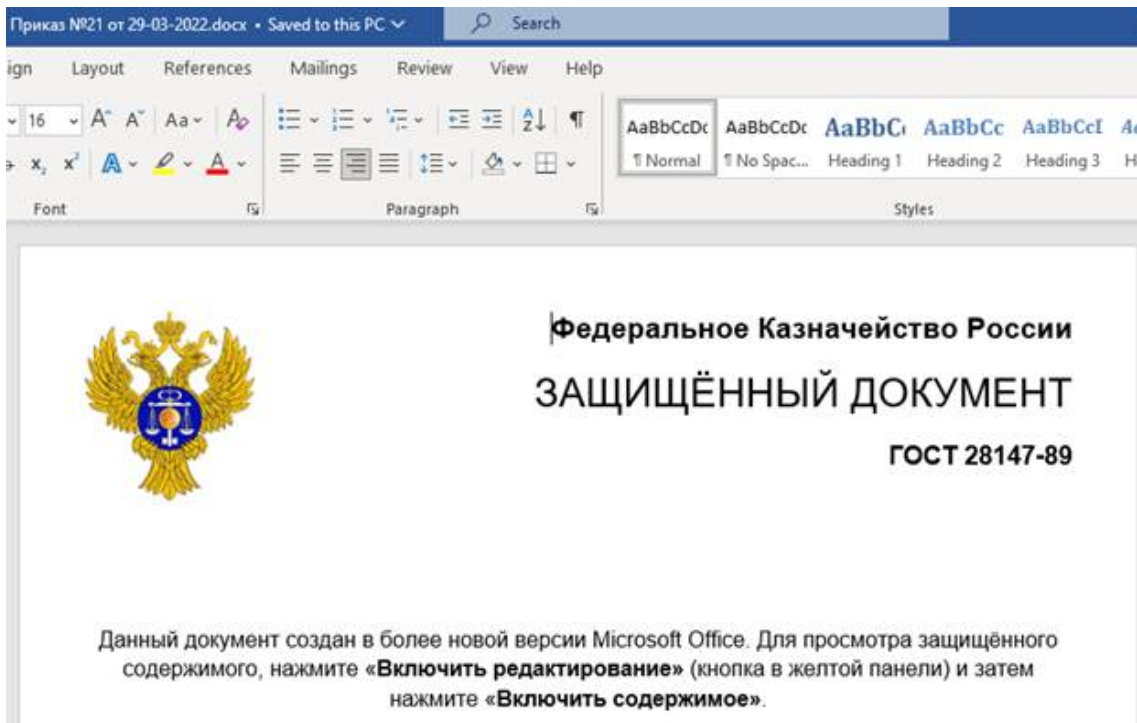 Приказ №21 от 29-03-2022.docx • Saved to this PC
Search
ign Layout References Mailings Review View Help
16 Aa
AaBbCcDc AaBbCcDc AaBbC AaBbCc AaBbCcI
¶ Normal ¶ No Spac... Heading 1 Heading 2 Heading 3
Font Paragraph Styles
Федеральное Казначейство России
ЗАЩИЩЁННЫЙ ДОКУМЕНТ
ГОСТ 28147-89
Данный документ создан в более новой версии Microsoft Office. Для просмотра защищённого
содержимого, нажмите «Включить редактирование» (кнопка в желтой панели) и затем
нажмите «Включить содержимое».